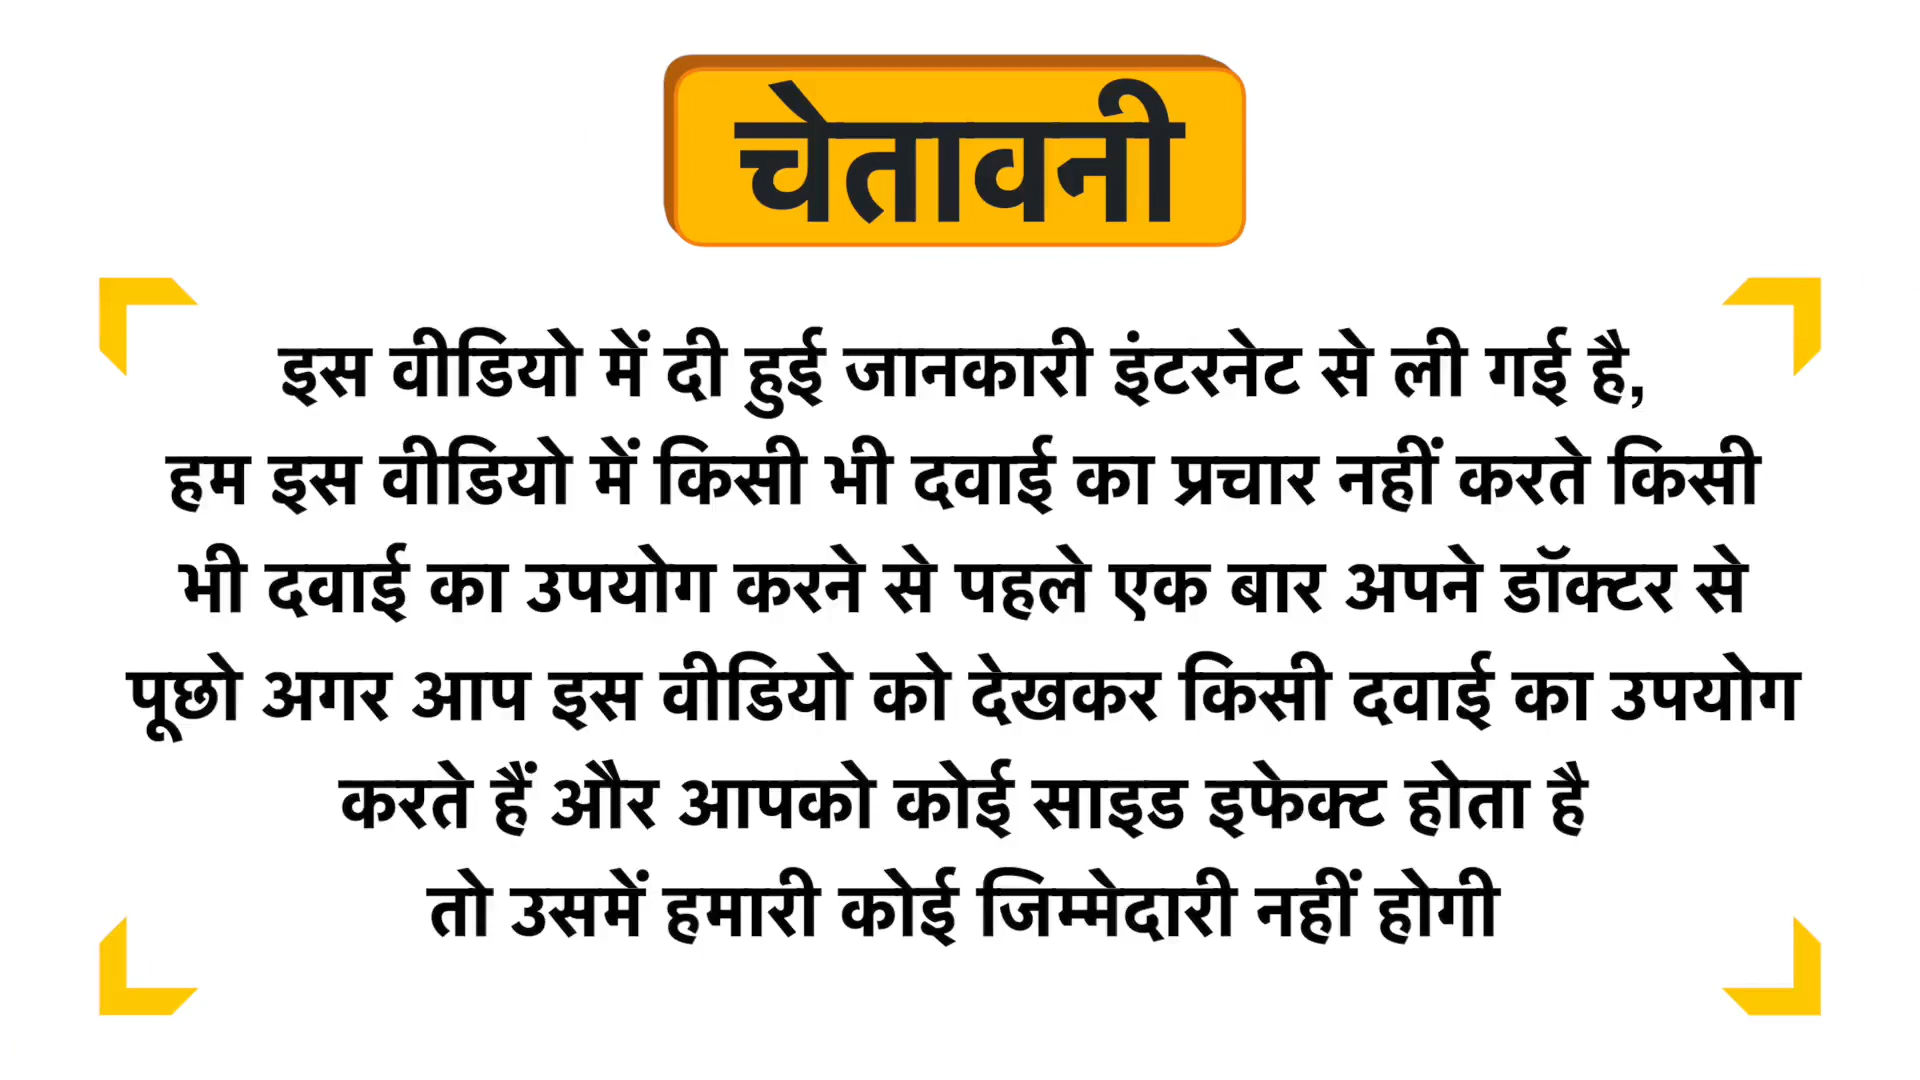 चेतावनी
इस वीडियो में दी हुई जानकारी इंटरनेट से ली गई है,
हम इस वीडियो में किसी भी दवाई का प्रचार नहीं करते किसी
भी दवाई का उपयोग करने से पहले एक बार अपने डॉक्टर से
पूछो अगर आप इस वीडियो को देखकर किसी दवाई का उपयोग
करते हैं और आपको कोई साइड इफेक्ट होता है
तो उसमें हमारी कोई जिम्मेदारी नहीं होगी